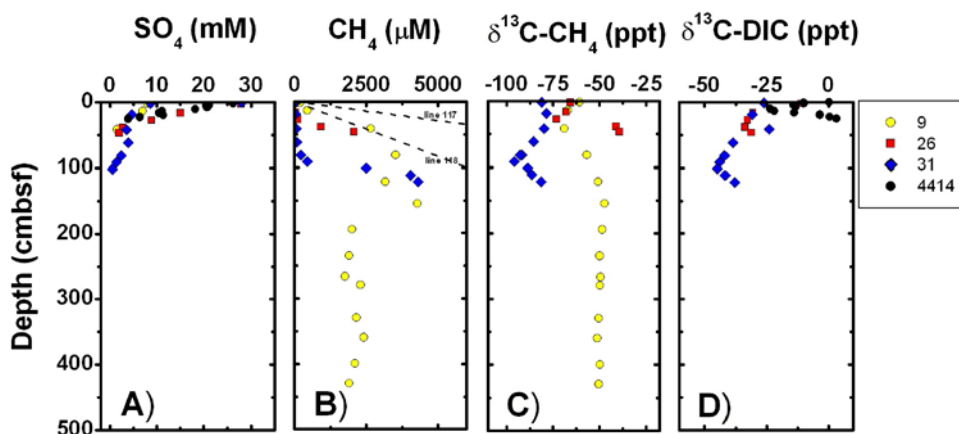 SO4 (mM) CH4 (μM) δ13C-CH4 (ppt) δ13C-DIC (ppt)
0 10 20 30 0 2500 5000 -100 -75 -50 -25 -50 -25 0
0
100
200
300
400
500
Depth (cmbsf)
line 117
line 118
A) B) C) D)
9
26
31
4414